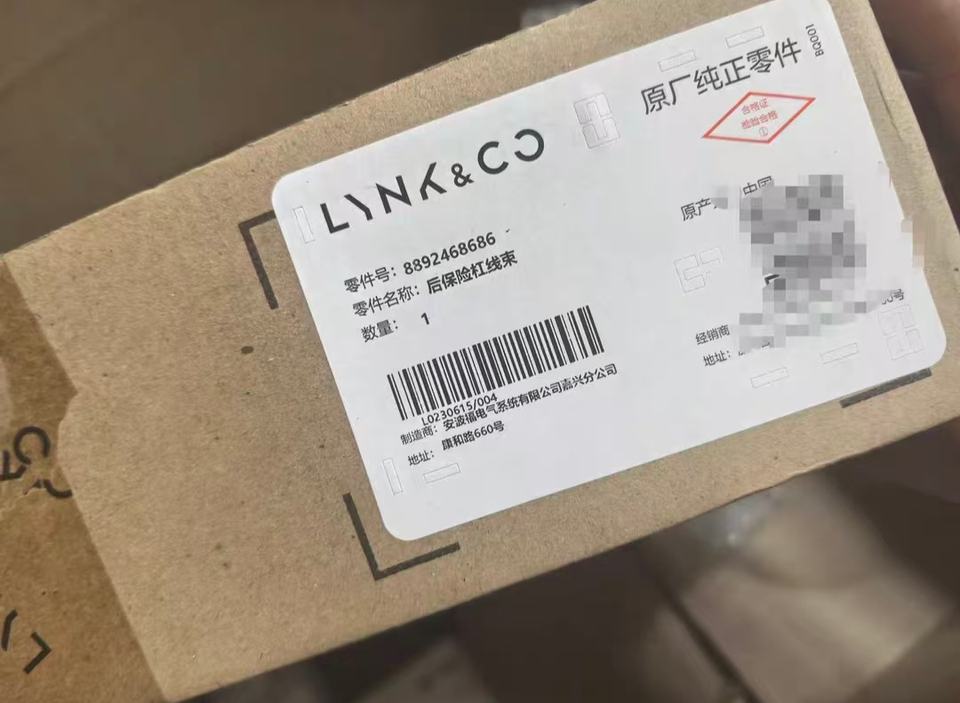 LYNK & CO
原厂纯正零件
BQ001
合格证
检验合格
①
零件号：8892468686
零件名称：后保险杠线束
数量：1
L0230615/004
制造商：安波福电气系统有限公司嘉兴分公司
地址：康和路660号
原产 中国
经销商
地址：
号